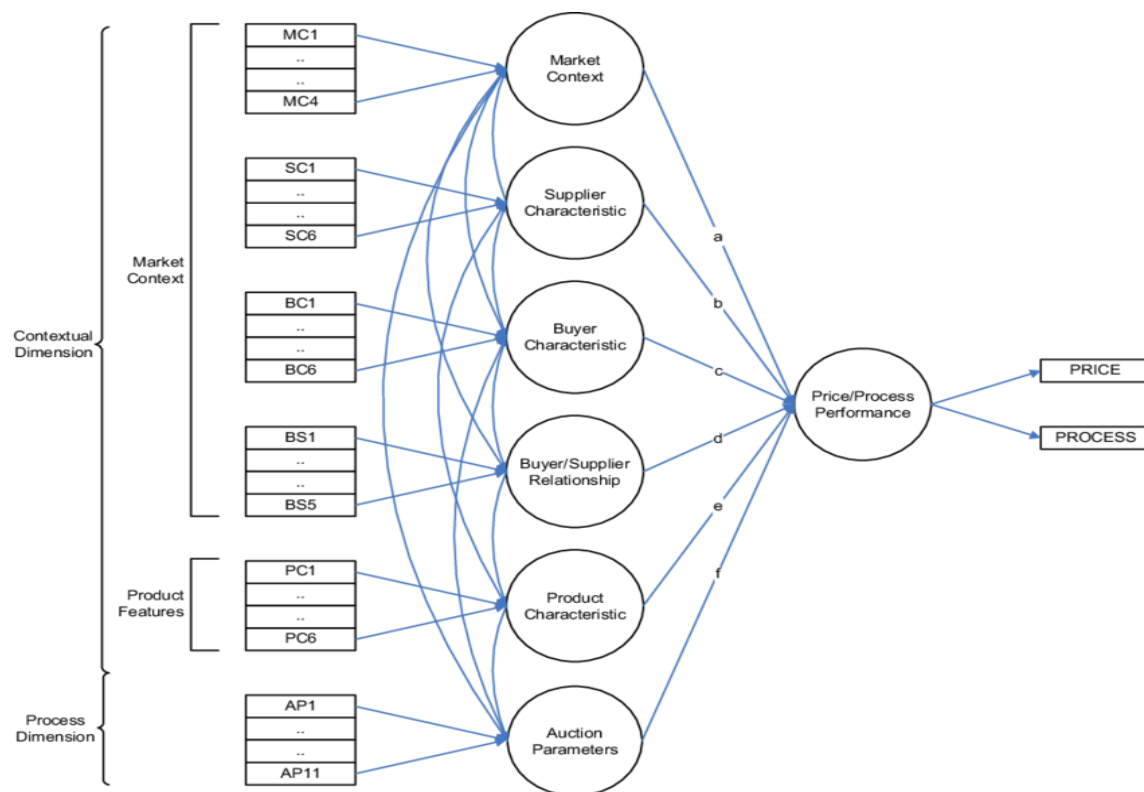 MC1
..
..
MC4
Market
Context
SC1
..
..
SC6
Supplier
Characteristic
a
Market
Context
b
BC1
..
..
BC6
Buyer
Characteristic
c
Contextual
Dimension
Price/Process
Performance
PRICE
PROCESS
BS1
..
..
BS5
Buyer/Supplier
Relationship
d
e
Product
Features
PC1
..
..
PC6
Product
Characteristic
f
Process
Dimension
AP1
..
..
AP11
Auction
Parameters